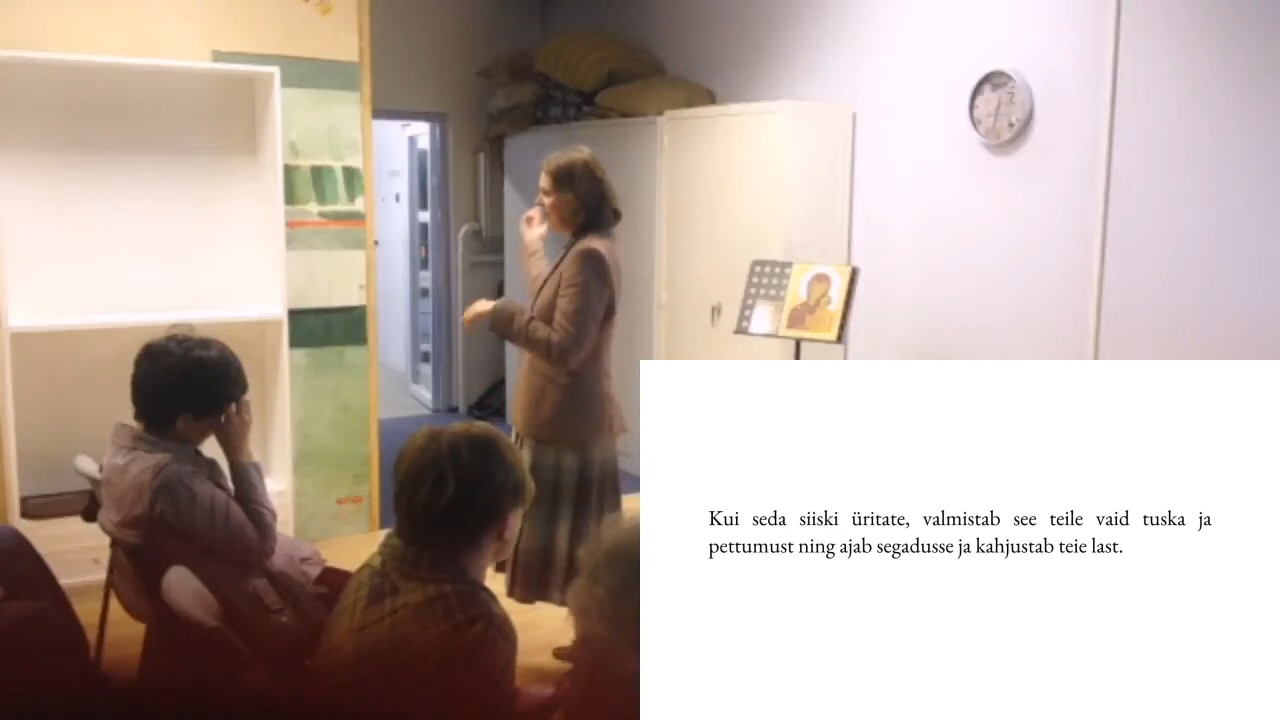 Kui seda siiski üritate, valmistab see teile vaid tuska ja
pettumust ning ajab segadusse ja kahjustab teie last.